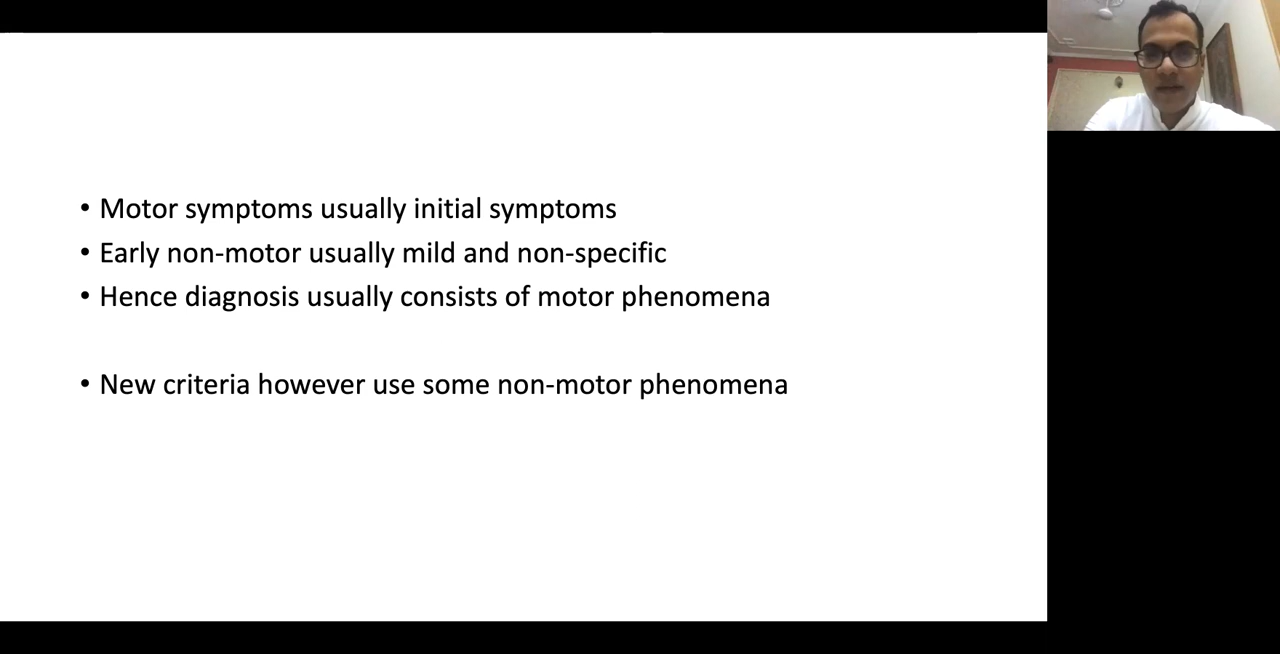 • Motor symptoms usually initial symptoms
• Early non-motor usually mild and non-specific
• Hence diagnosis usually consists of motor phenomena
• New criteria however use some non-motor phenomena